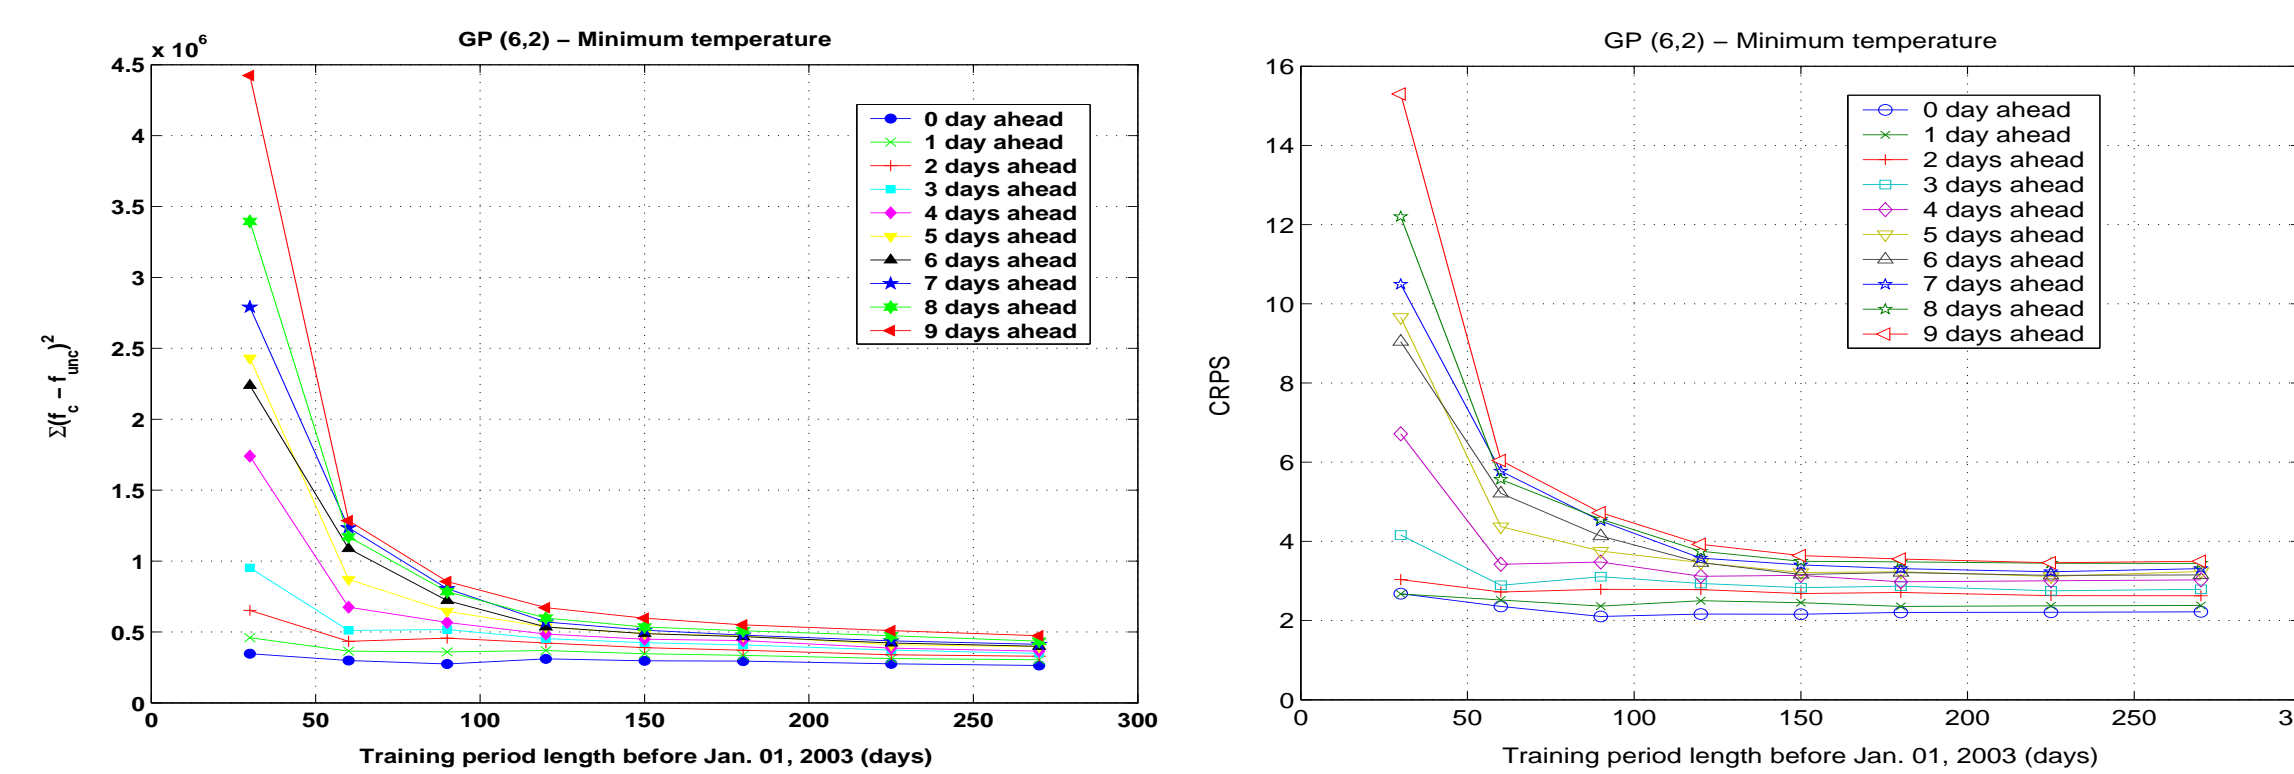 GP (6,2) – Minimum temperature
x 10^6
4.5
4
3.5
3
2.5
2
1.5
1
0.5
0
0 50 100 150 200 250 300
Σ(f_c – f_unc)^2
Training period length before Jan. 01, 2003 (days)
0 day ahead
1 day ahead
2 days ahead
3 days ahead
4 days ahead
5 days ahead
6 days ahead
7 days ahead
8 days ahead
9 days ahead
GP (6,2) – Minimum temperature
16
14
12
10
8
6
4
2
0
0 50 100 150 200 250 3
CRPS
Training period length before Jan. 01, 2003 (days)
0 day ahead
1 day ahead
2 days ahead
3 days ahead
4 days ahead
5 days ahead
6 days ahead
7 days ahead
8 days ahead
9 days ahead